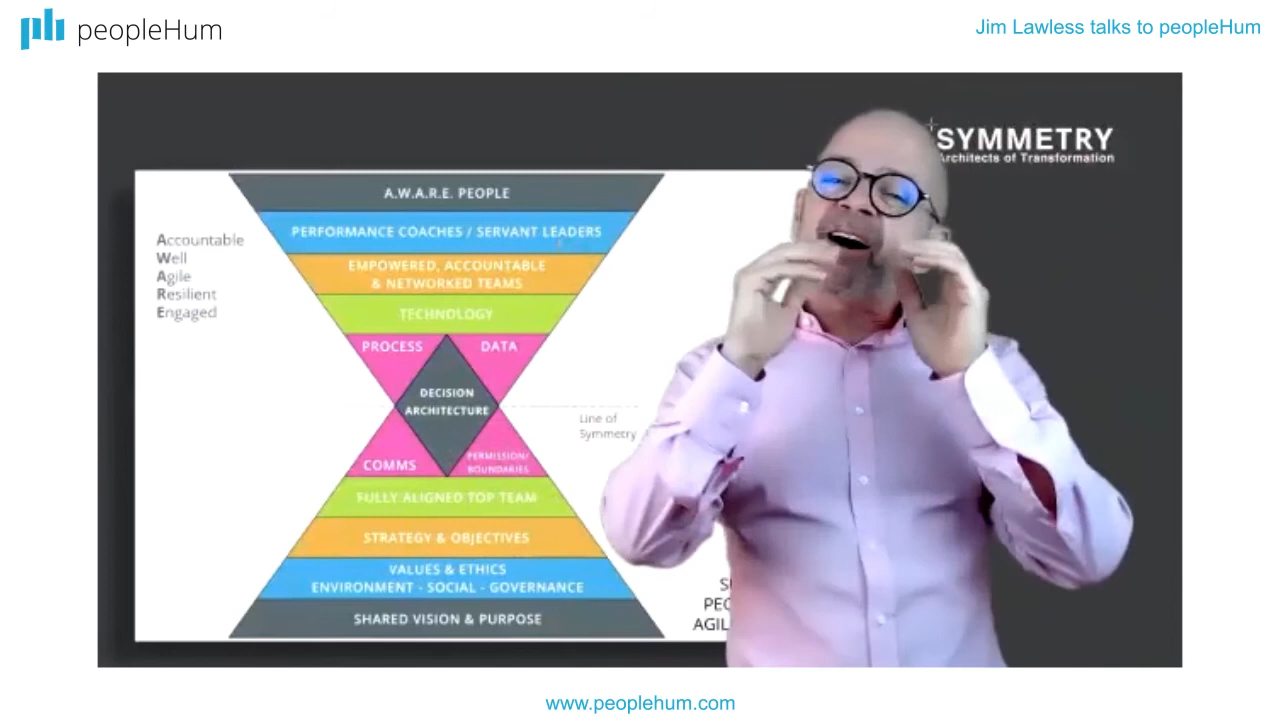 peopleHum
Jim Lawless talks to peopleHum
SYMMETRY
Architects of Transformation
A.W.A.R.E. PEOPLE
PERFORMANCE COACHES / SERVANT LEADERS
EMPOWERED, ACCOUNTABLE
& NETWORKED TEAMS
TECHNOLOGY
PROCESS
DATA
Accountable
Well
Agile
Resilient
Engaged
DECISION
ARCHITECTURE
Line of
Symmetry
COMMS
PERMISSION/
BOUNDARIES
FULLY ALIGNED TOP TEAM
STRATEGY & OBJECTIVES
VALUES & ETHICS
ENVIRONMENT - SOCIAL - GOVERNANCE
SHARED VISION & PURPOSE
www.peoplehum.com